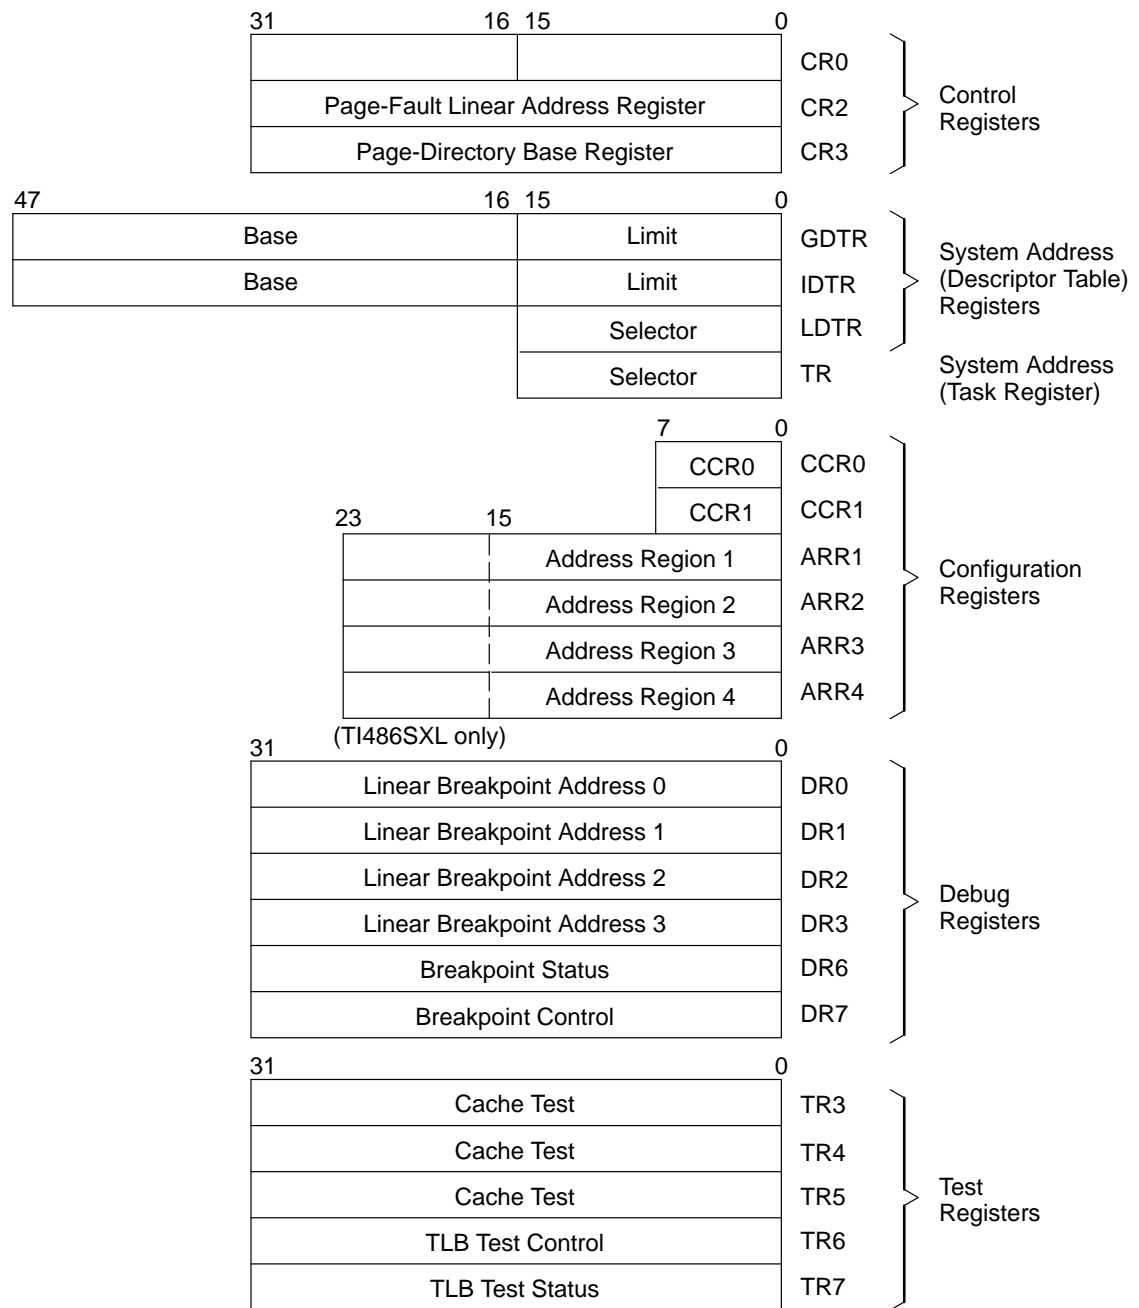 31 16 15 0
CR0
Page-Fault Linear Address Register CR2
Page-Directory Base Register CR3
Control
Registers
47 16 15 0
Base Limit GDTR
Base Limit IDTR
Selector LDTR
System Address
(Descriptor Table)
Registers
Selector TR
System Address
(Task Register)
7 0
CCR0 CCR0
CCR1 CCR1
23 15
Address Region 1 ARR1
Address Region 2 ARR2
Address Region 3 ARR3
Address Region 4 ARR4
Configuration
Registers
(TI486SXL only)
31 0
Linear Breakpoint Address 0 DR0
Linear Breakpoint Address 1 DR1
Linear Breakpoint Address 2 DR2
Linear Breakpoint Address 3 DR3
Breakpoint Status DR6
Breakpoint Control DR7
Debug
Registers
31 0
Cache Test TR3
Cache Test TR4
Cache Test TR5
TLB Test Control TR6
TLB Test Status TR7
Test
Registers